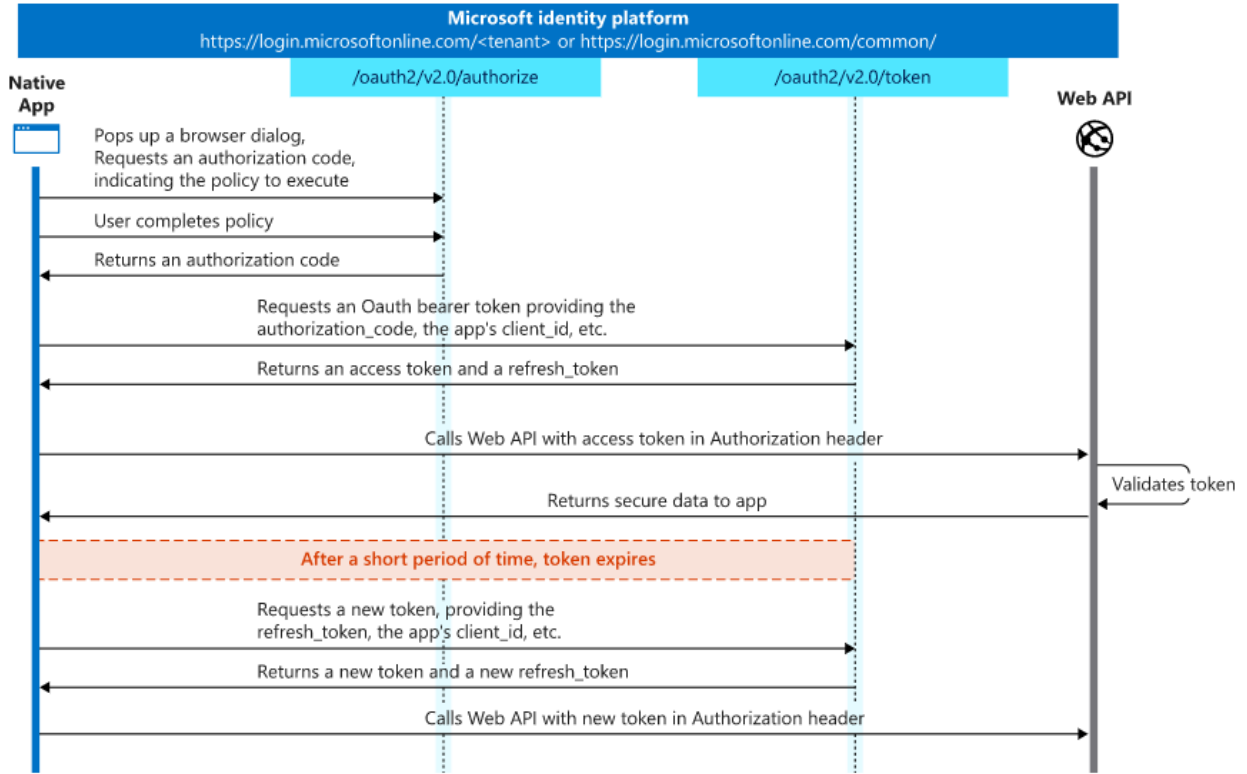 Microsoft identity platform
https://login.microsoftonline.com/<tenant> or https://login.microsoftonline.com/common/
/oauth2/v2.0/authorize
/oauth2/v2.0/token
Native
App
Web API
Pops up a browser dialog,
Requests an authorization code,
indicating the policy to execute
User completes policy
Returns an authorization code
Requests an Oauth bearer token providing the
authorization_code, the app's client_id, etc.
Returns an access token and a refresh_token
Calls Web API with access token in Authorization header
Validates token
Returns secure data to app
After a short period of time, token expires
Requests a new token, providing the
refresh_token, the app's client_id, etc.
Returns a new token and a new refresh_token
Calls Web API with new token in Authorization header